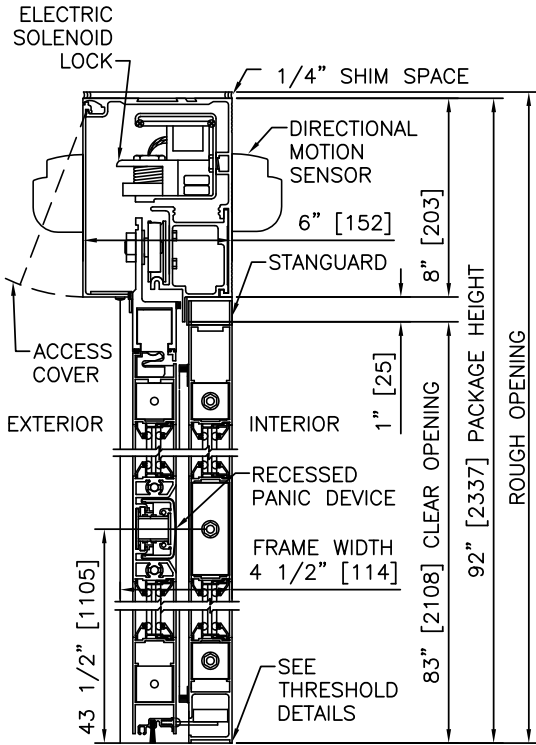 ELECTRIC
SOLENOID
LOCK
1/4” SHIM SPACE
DIRECTIONAL
MOTION
SENSOR
6” [152]
8” [203]
STANGUARD
ACCESS
COVER
1” [25]
EXTERIOR
INTERIOR
RECESSED
PANIC DEVICE
FRAME WIDTH
4 1/2” [114]
43 1/2” [1105]
83” [2108] CLEAR OPENING
92” [2337] PACKAGE HEIGHT
ROUGH OPENING
SEE
THRESHOLD
DETAILS